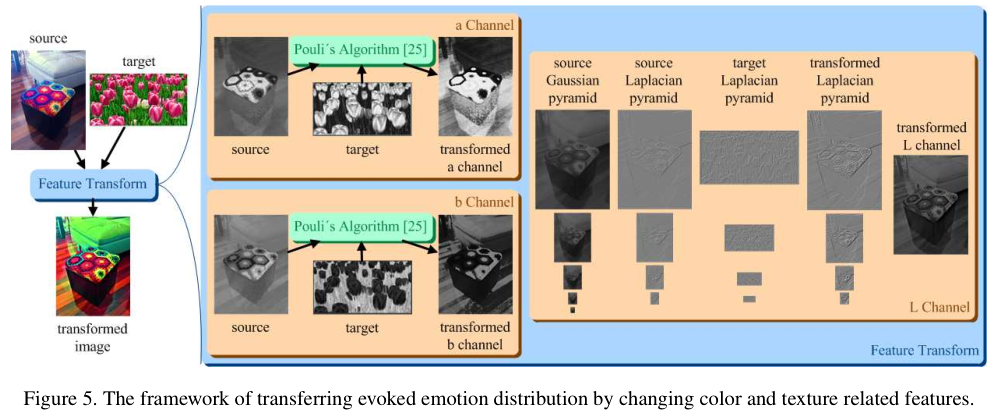 source
target
Feature Transform
transformed
image
a Channel
Pouli´s Algorithm [25]
source
target
transformed
a channel
b Channel
Pouli´s Algorithm [25]
source
target
transformed
b channel
source
Gaussian
pyramid
source
Laplacian
pyramid
target
Laplacian
pyramid
transformed
Laplacian
pyramid
transformed
L channel
L Channel
Feature Transform
Figure 5. The framework of transferring evoked emotion distribution by changing color and texture related features.